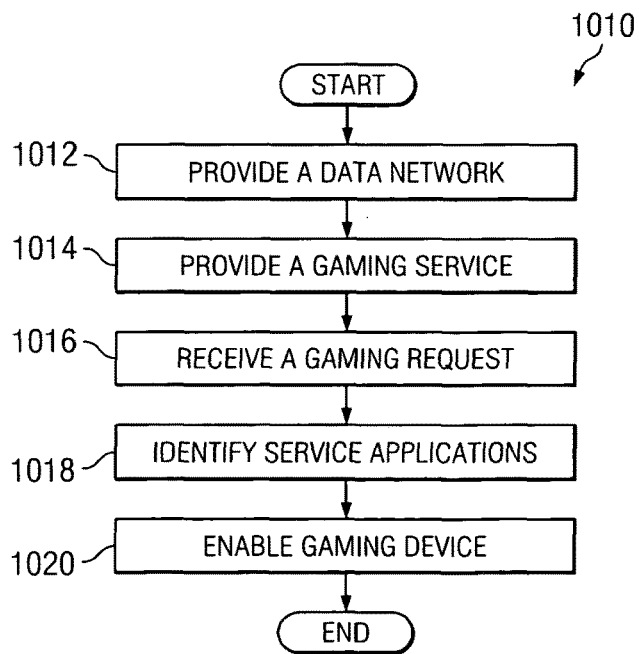 1010
START
1012
PROVIDE A DATA NETWORK
1014
PROVIDE A GAMING SERVICE
1016
RECEIVE A GAMING REQUEST
1018
IDENTIFY SERVICE APPLICATIONS
1020
ENABLE GAMING DEVICE
END